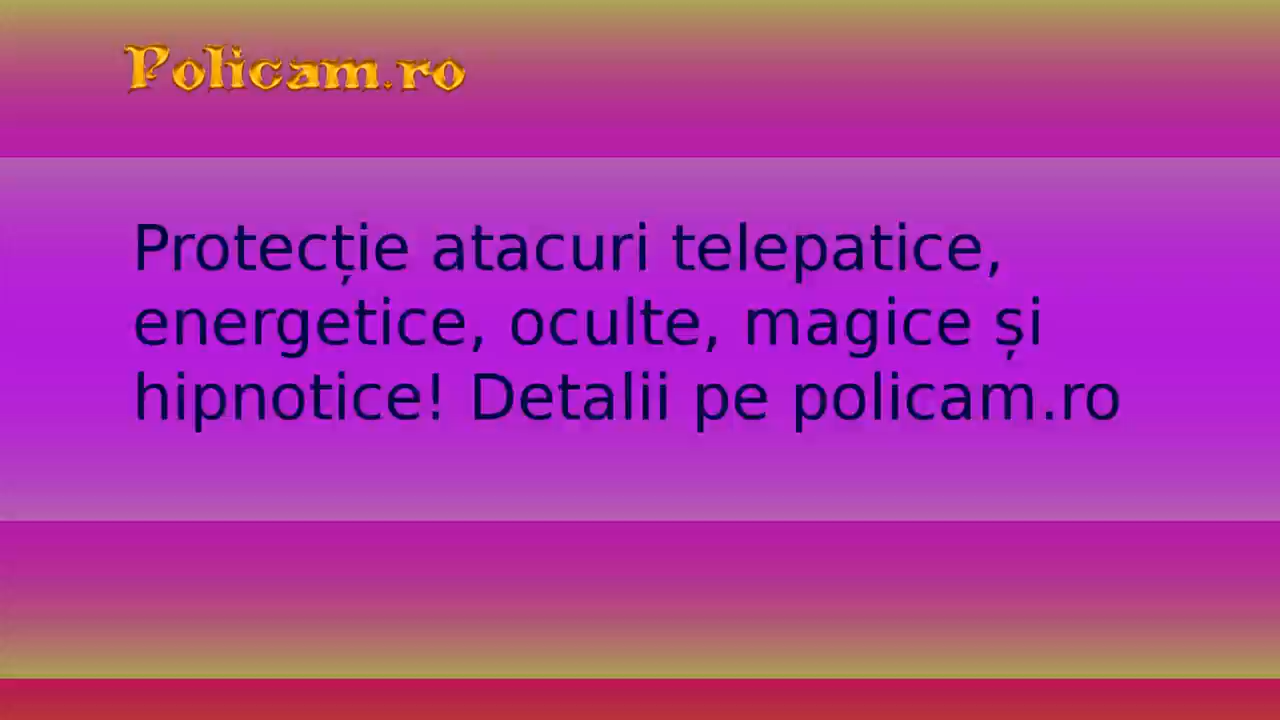 Policam.ro
Protecție atacuri telepatice,
energetice, oculte, magice și
hipnotice! Detalii pe policam.ro